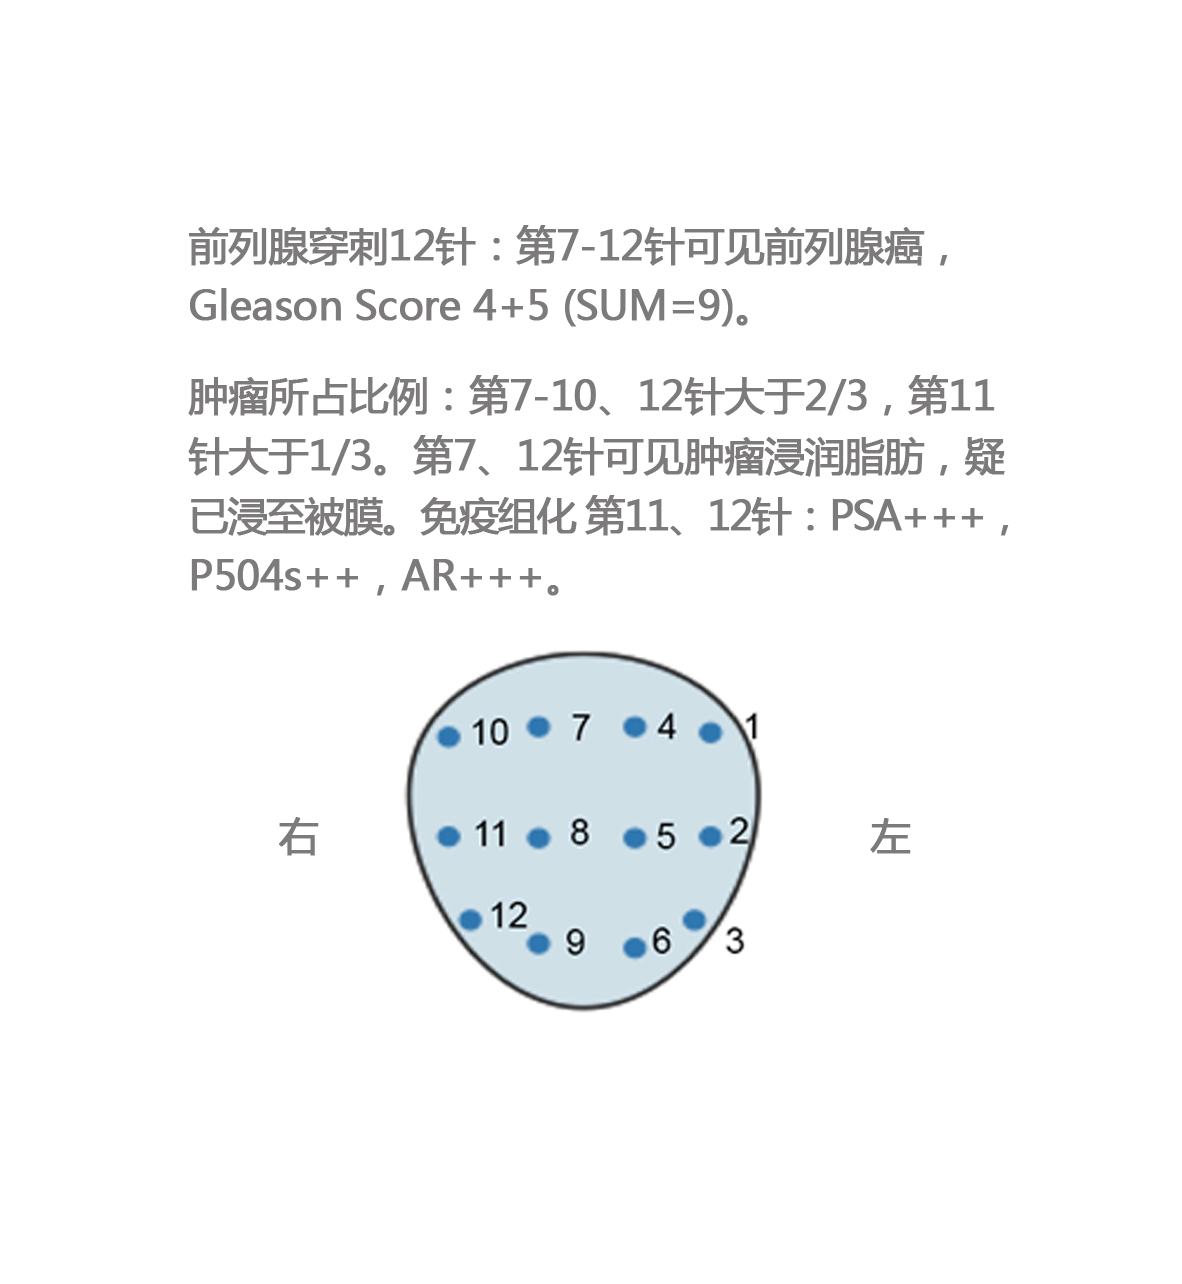 前列腺穿刺12针：第7-12针可见前列腺癌，
Gleason Score 4+5 (SUM=9)。
肿瘤所占比例：第7-10、12针大于2/3，第11
针大于1/3。第7、12针可见肿瘤浸润脂肪，疑
已浸至被膜。免疫组化 第11、12针：PSA+++，
P504s++，AR+++。
10 7 4 1
右 11 8 5 2 左
12 9 6 3